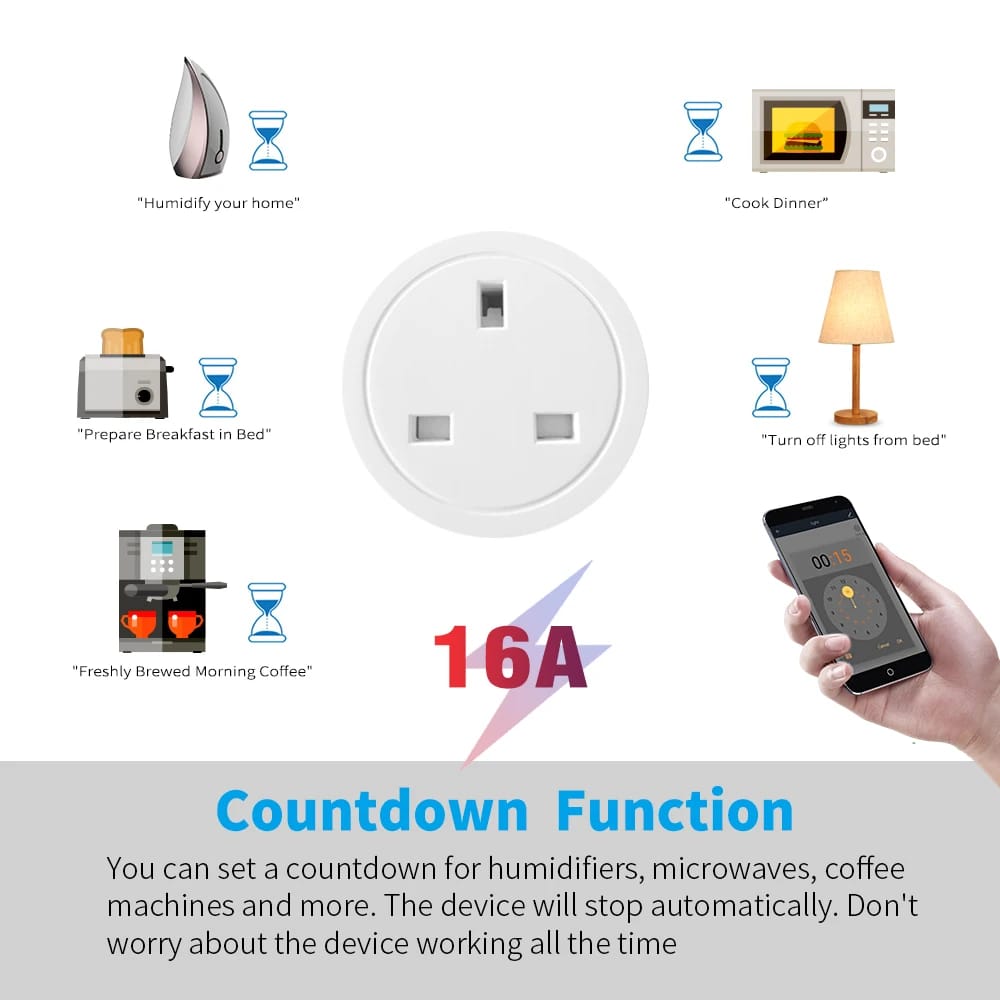 "Humidify your home"
"Cook Dinner”
"Prepare Breakfast in Bed"
"Turn off lights from bed"
00:15
Cancel OK
"Freshly Brewed Morning Coffee"
16A
Countdown Function
You can set a countdown for humidifiers, microwaves, coffee
machines and more. The device will stop automatically. Don't
worry about the device working all the time